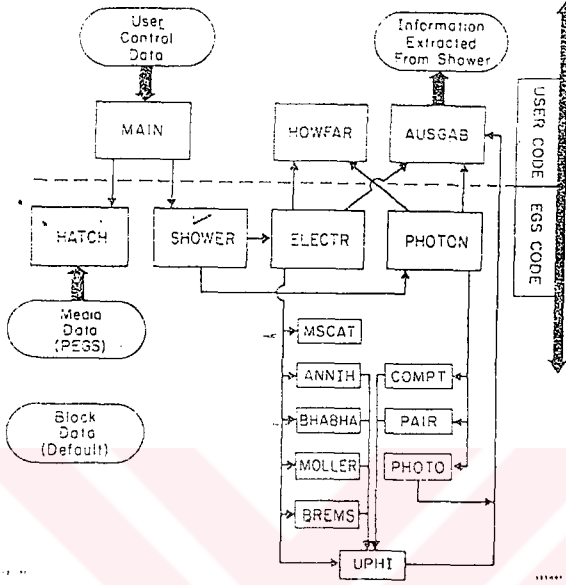 User
Control
Data
Information
Extracted
From Shower
MAIN
HOWFAR
AUSGAB
USER CODE
EGS CODE
HATCH
SHOWER
ELECTR
PHOTON
Media
Data
(PEGS)
MSCAT
ANNIH
COMPT
Block
Data
(Default)
BHABHA
PAIR
MOLLER
PHOTO
BREMS
UPHI